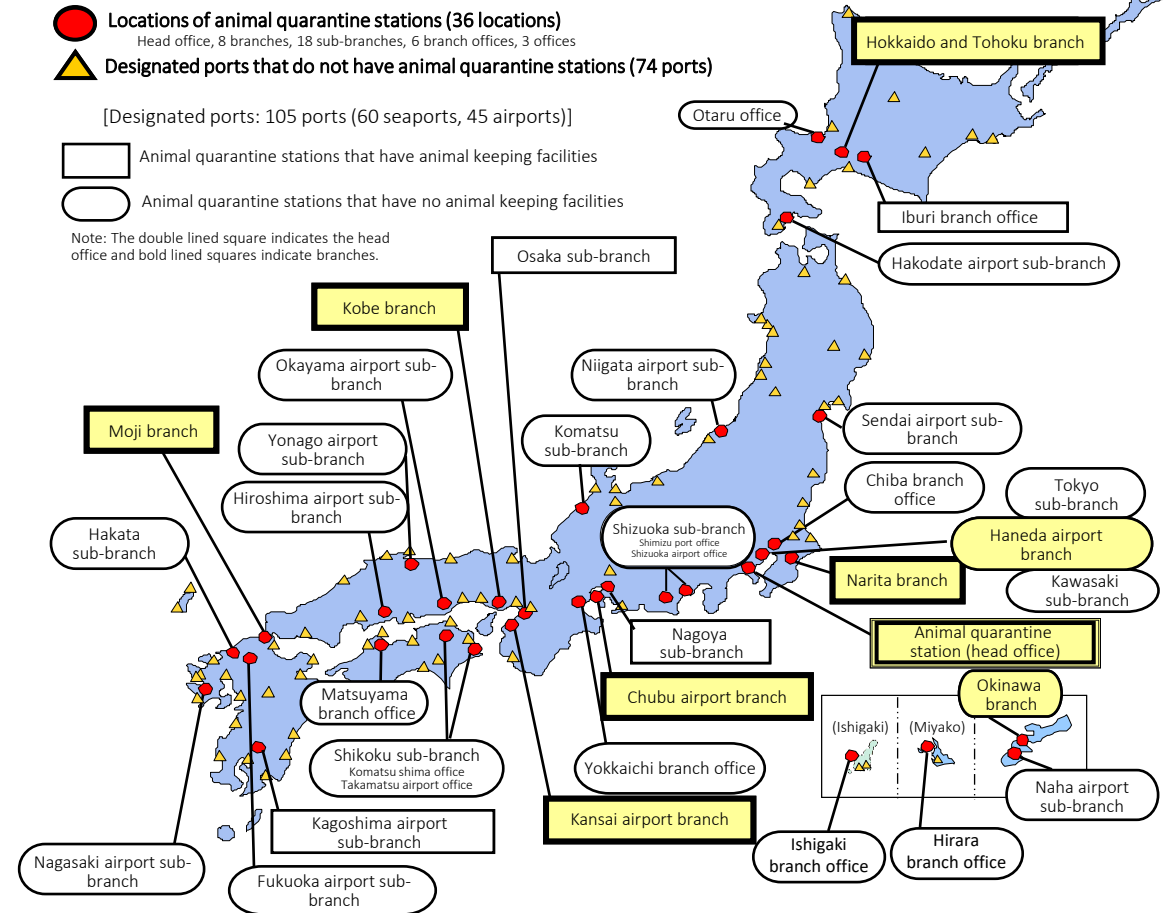 Locations of animal quarantine stations (36 locations)
Head office, 8 branches, 18 sub-branches, 6 branch offices, 3 offices
Designated ports that do not have animal quarantine stations (74 ports)
[Designated ports: 105 ports (60 seaports, 45 airports)]
Animal quarantine stations that have animal keeping facilities
Animal quarantine stations that have no animal keeping facilities
Note: The double lined square indicates the head
office and bold lined squares indicate branches.
Hokkaido and Tohoku branch
Otaru office
Iburi branch office
Hakodate airport sub-branch
Osaka sub-branch
Kobe branch
Okayama airport sub-
branch
Niigata airport sub-
branch
Moji branch
Yonago airport
sub-branch
Komatsu
sub-branch
Sendai airport sub-
branch
Hiroshima airport sub-
branch
Chiba branch
office
Tokyo
sub-branch
Hakata
sub-branch
Shizuoka sub-branch
Shimizu port office
Shizuoka airport office
Haneda airport
branch
Narita branch
Kawasaki
sub-branch
Nagoya
sub-branch
Animal quarantine
station (head office)
Matsuyama
branch office
Chubu airport branch
Okinawa
branch
(Ishigaki)
(Miyako)
Shikoku sub-branch
Komatsu shima office
Takamatsu airport office
Yokkaichi branch office
Naha airport
sub-branch
Kagoshima airport
sub-branch
Kansai airport branch
Ishigaki
branch office
Hirara
branch office
Nagasaki airport sub-
branch
Fukuoka airport sub-
branch